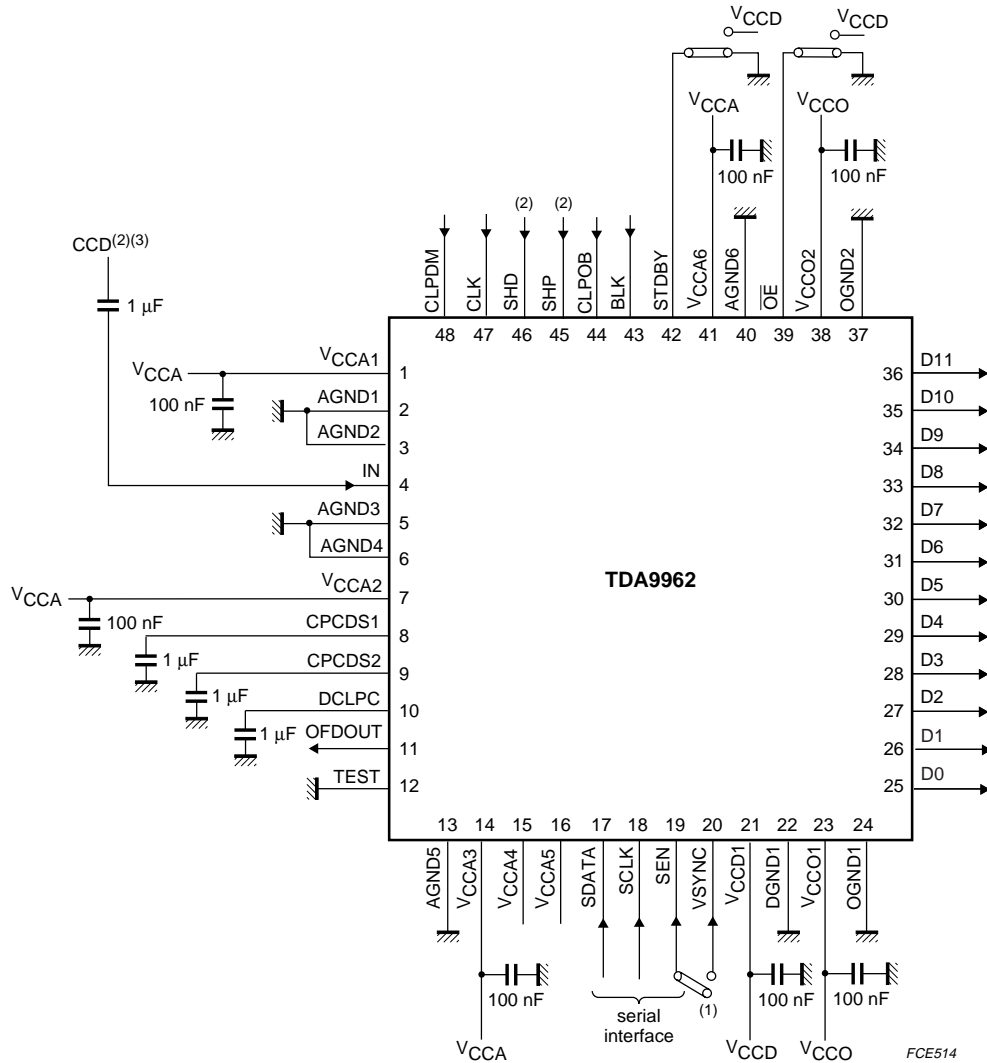 VCCD VCCD
VCCA VCCO
100 nF 100 nF
CCD(2)(3)
1 μF
(2) (2)
CLPDM CLK SHD SHP CLPOB BLK STDBY VCCA6 AGND6 OE VCCO2 OGND2
48 47 46 45 44 43 42 41 40 39 38 37
VCCA VCCA1 1
100 nF
AGND1 2
AGND2 3
IN 4
AGND3 5
AGND4 6
VCCA VCCA2 7
100 nF
CPCDS1 8
1 μF
CPCDS2 9
1 μF
DCLPC 10
1 μF
OFDOUT 11
TEST 12
TDA9962
36 D11
35 D10
34 D9
33 D8
32 D7
31 D6
30 D5
29 D4
28 D3
27 D2
26 D1
25 D0
13 14 15 16 17 18 19 20 21 22 23 24
AGND5 VCCA3 VCCA4 VCCA5 SDATA SCLK SEN VSYNC VCCD1 DGND1 VCCO1 OGND1
100 nF (1) 100 nF 100 nF
serial
interface
VCCA VCCD VCCO
FCE514